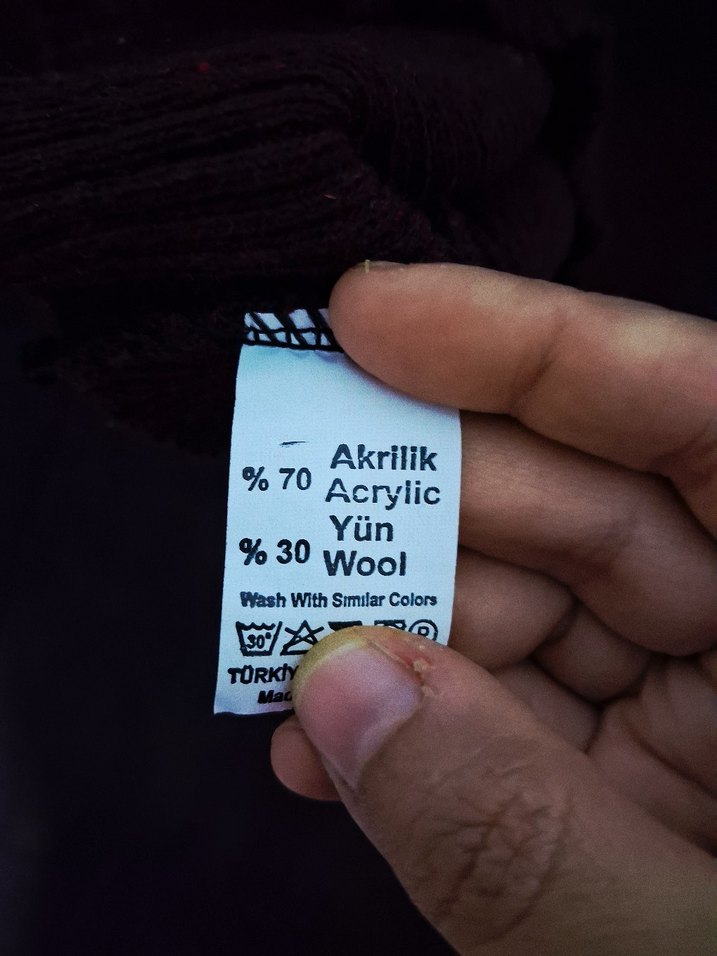 % 70 Akrilik
Acrylic
% 30 Yün
Wool
Wash With Similar Colors
30° P